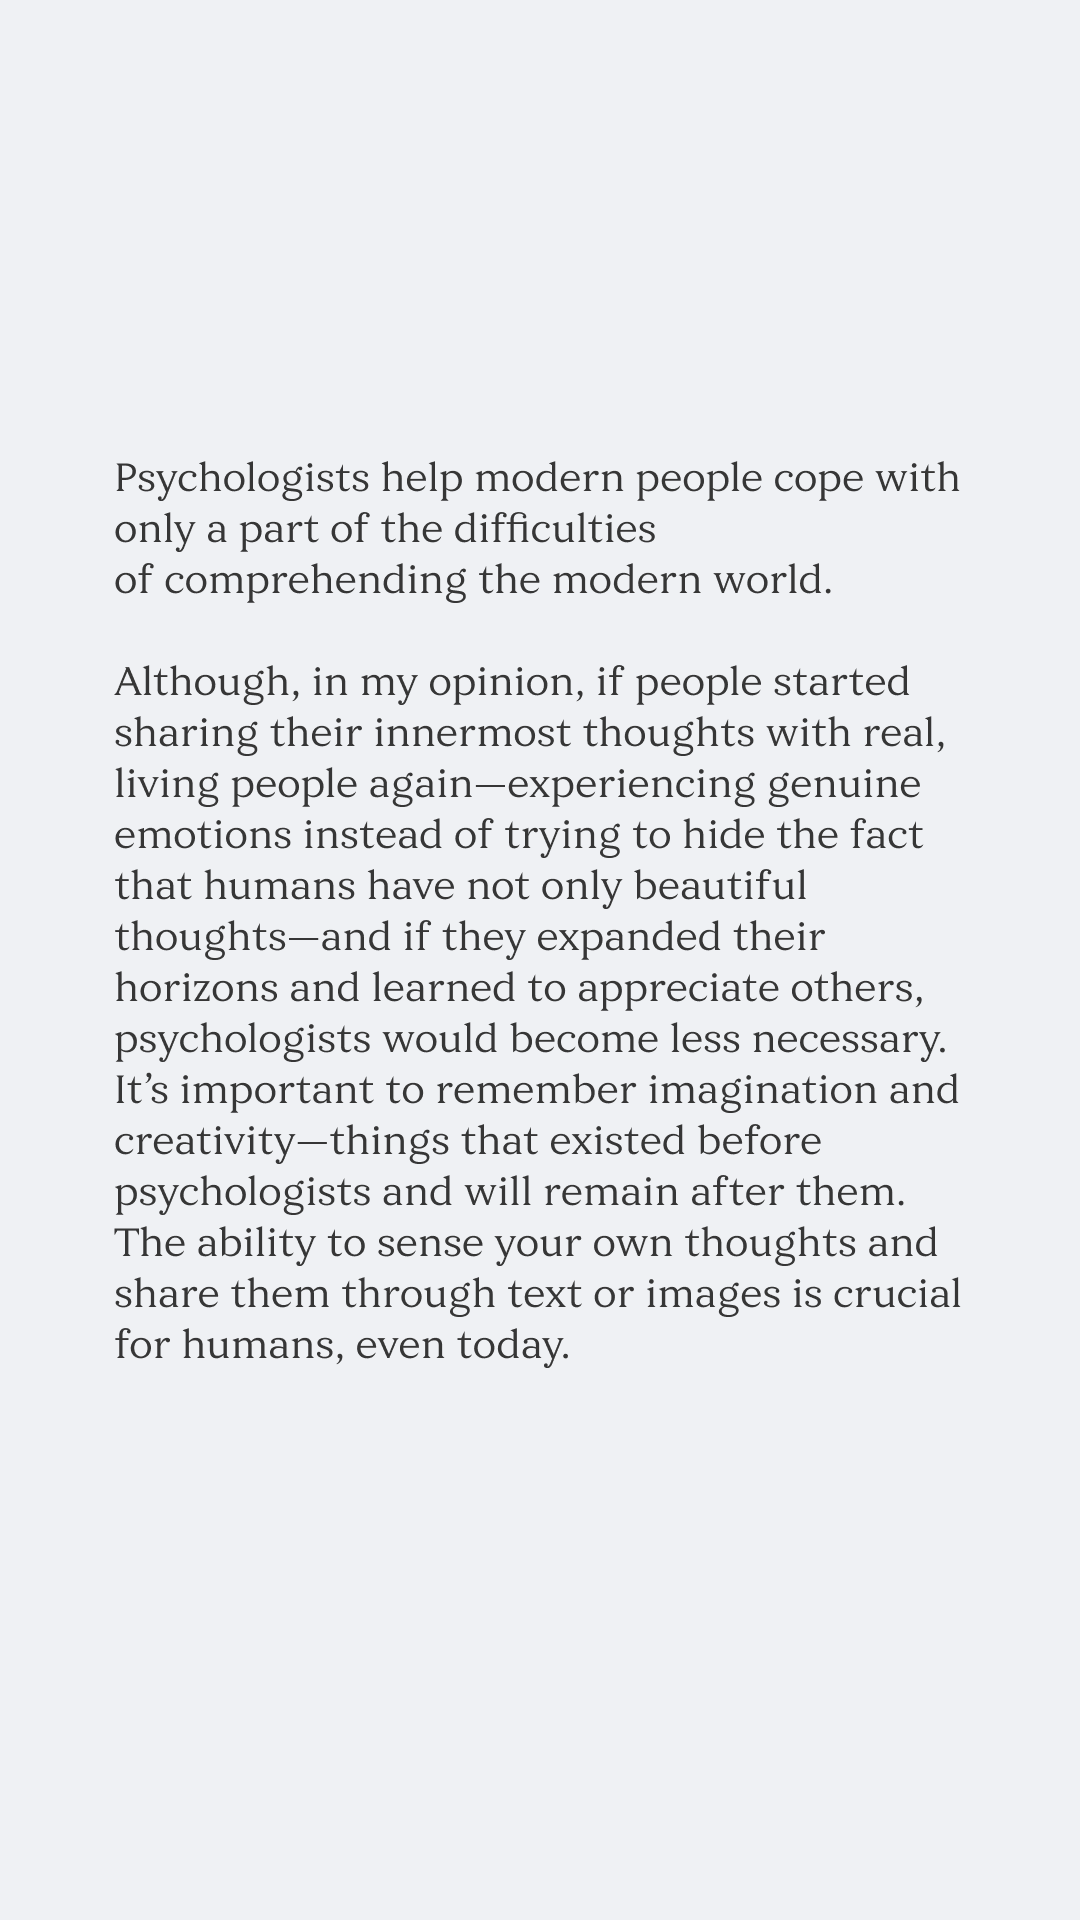 Psychologists help modern people cope with
only a part of the difficulties
of comprehending the modern world.
Although, in my opinion, if people started
sharing their innermost thoughts with real,
living people again—experiencing genuine
emotions instead of trying to hide the fact
that humans have not only beautiful
thoughts—and if they expanded their
horizons and learned to appreciate others,
psychologists would become less necessary.
It’s important to remember imagination and
creativity—things that existed before
psychologists and will remain after them.
The ability to sense your own thoughts and
share them through text or images is crucial
for humans, even today.